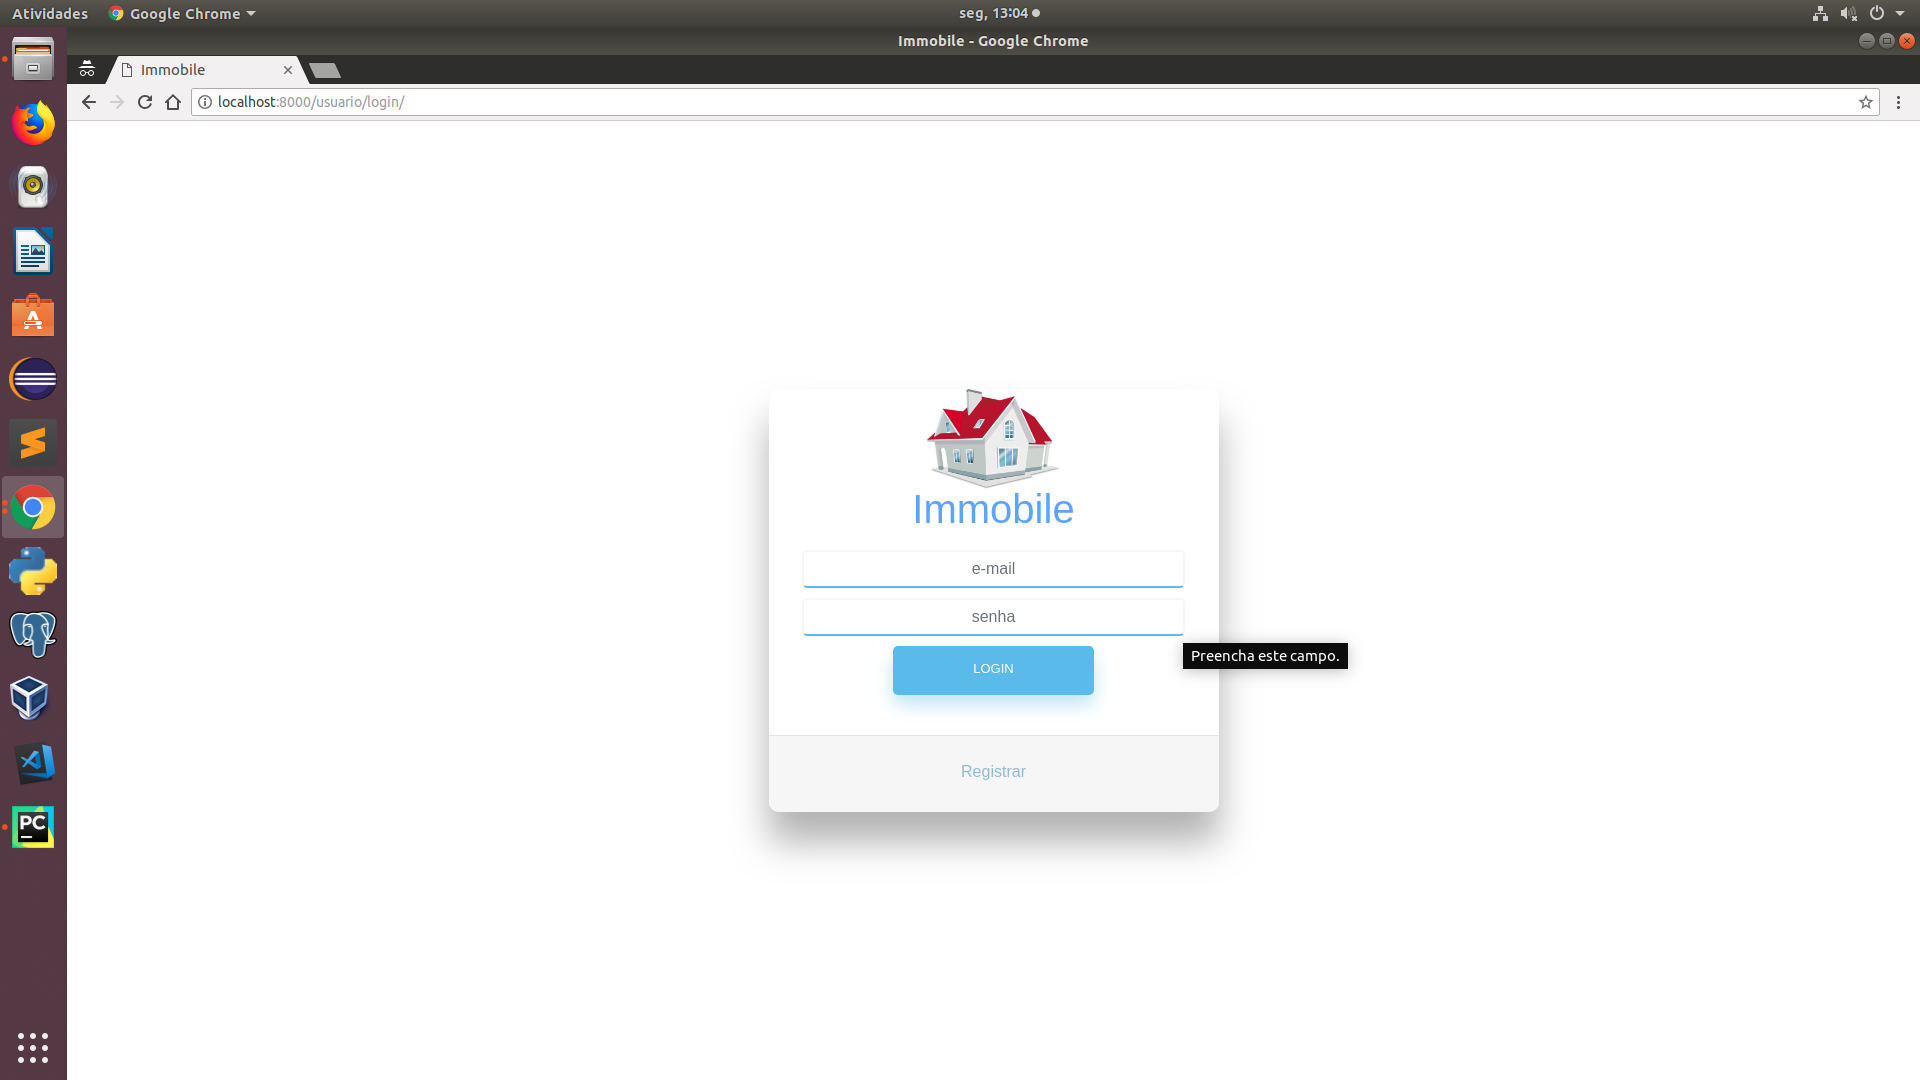 Atividades
Google Chrome
seg, 13:04
Immobile - Google Chrome
Immobile
localhost:8000/usuario/login/
Immobile
e-mail
senha
Preencha este campo.
LOGIN
Registrar
A
PC